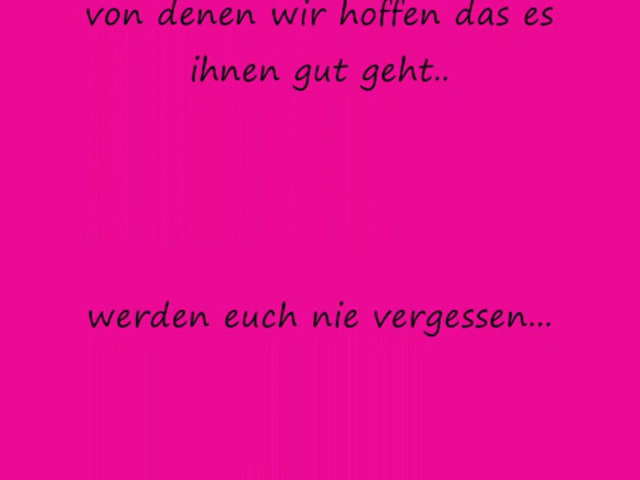 von denen wir hoffen das es
ihnen gut geht..
werden euch nie vergessen...